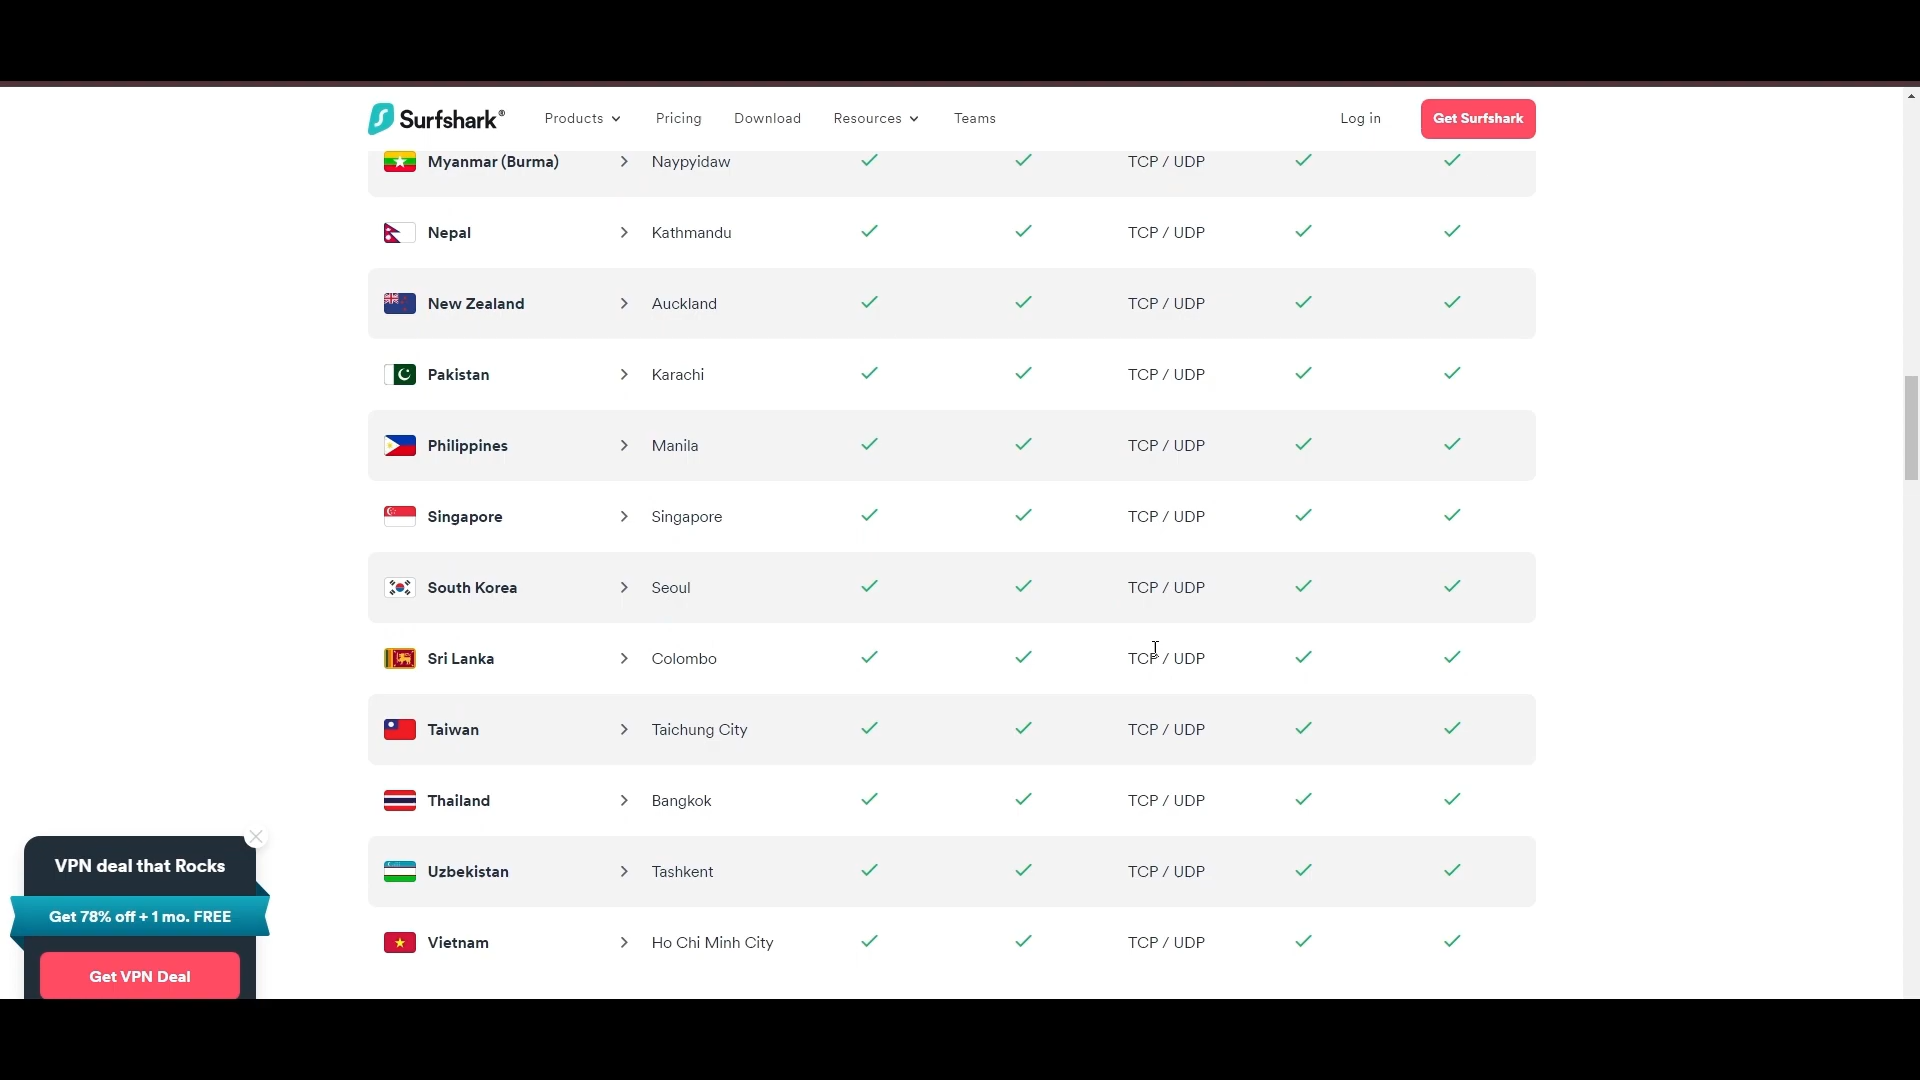 Surfshark® Products Pricing Download Resources Teams Log in Get Surfshark
Myanmar (Burma) Naypyidaw TCP / UDP
Nepal Kathmandu TCP / UDP
New Zealand Auckland TCP / UDP
Pakistan Karachi TCP / UDP
Philippines Manila TCP / UDP
Singapore Singapore TCP / UDP
South Korea Seoul TCP / UDP
Sri Lanka Colombo TCP / UDP
Taiwan Taichung City TCP / UDP
Thailand Bangkok TCP / UDP
Uzbekistan Tashkent TCP / UDP
Vietnam Ho Chi Minh City TCP / UDP
VPN deal that Rocks
Get 78% off + 1 mo. FREE
Get VPN Deal